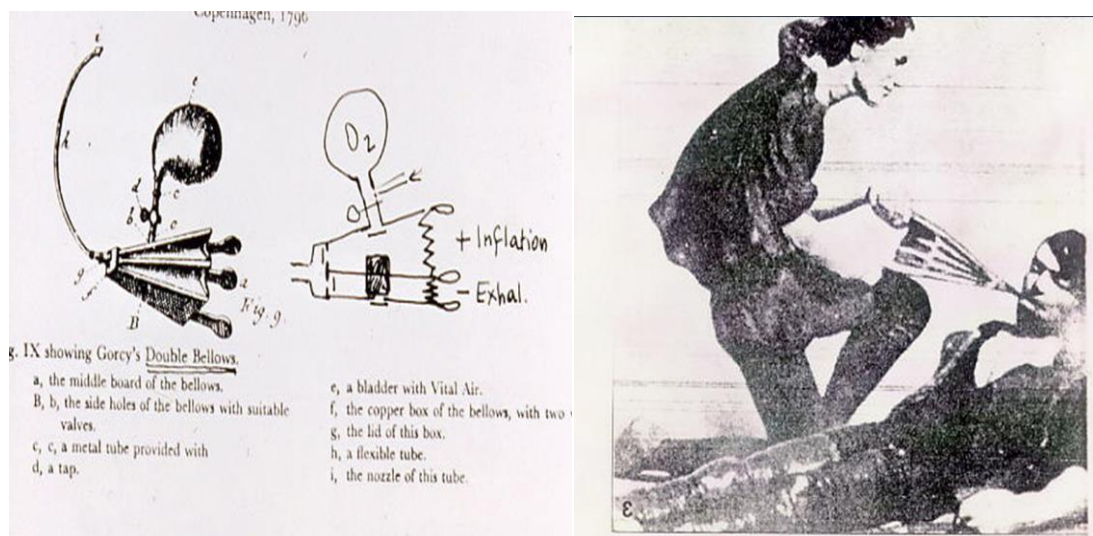 Copenhagen, 1796
i
h
e
d
c
b
c
g
f
a
B
Fig. 9.
O2
+ Inflation
- Exhal.
g. IX showing Gorcy's Double Bellows.
a, the middle board of the bellows.
B, b, the side holes of the bellows with suitable
valves.
c, c, a metal tube provided with
d, a tap.
e, a bladder with Vital Air.
f, the copper box of the bellows, with two
g, the lid of this box.
h, a flexible tube.
i, the nozzle of this tube.
3